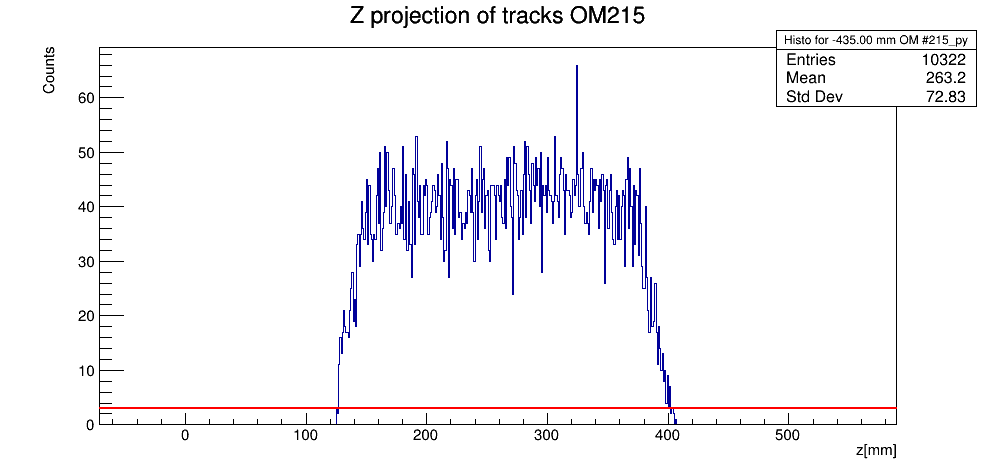 Z projection of tracks OM215
Histo for -435.00 mm OM #215_py
Entries 10322
Mean 263.2
Std Dev 72.83
Counts
60
50
40
30
20
10
0
0 100 200 300 400 500
z[mm]